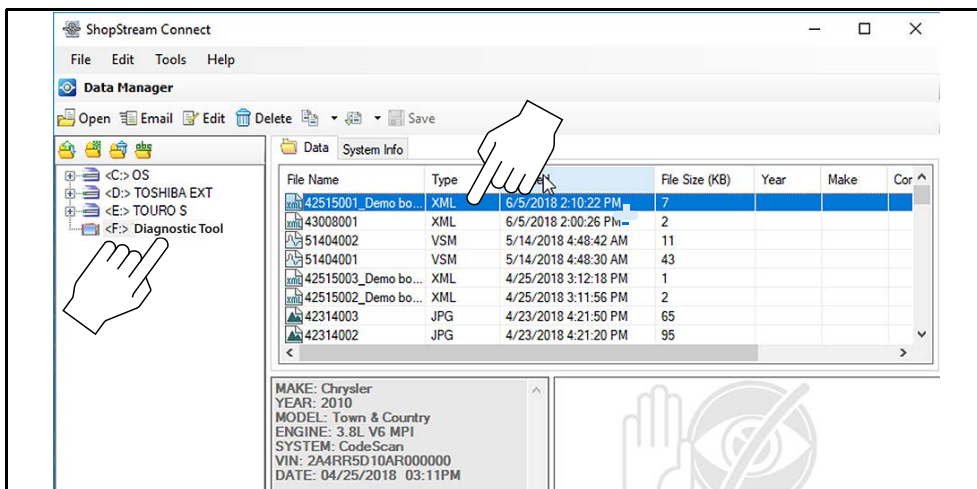 ShopStream Connect
File Edit Tools Help
Data Manager
Open Email Edit Delete Save
Data System Info
<C:> OS
<D:> TOSHIBA EXT
<E:> TOURO S
<F:> Diagnostic Tool
File Name Type File Size (KB) Year Make Cor
42515001_Demo bo... XML 6/5/2018 2:10:22 PM 7
43008001 XML 6/5/2018 2:00:26 PM 2
51404002 VSM 5/14/2018 4:48:42 AM 11
51404001 VSM 5/14/2018 4:48:30 AM 43
42515003_Demo bo... XML 4/25/2018 3:12:18 PM 1
42515002_Demo bo... XML 4/25/2018 3:11:56 PM 2
42314003 JPG 4/23/2018 4:21:50 PM 65
42314002 JPG 4/23/2018 4:21:20 PM 95
MAKE: Chrysler
YEAR: 2010
MODEL: Town & Country
ENGINE: 3.8L V6 MPI
SYSTEM: CodeScan
VIN: 2A4RR5D10AR000000
DATE: 04/25/2018 03:11PM